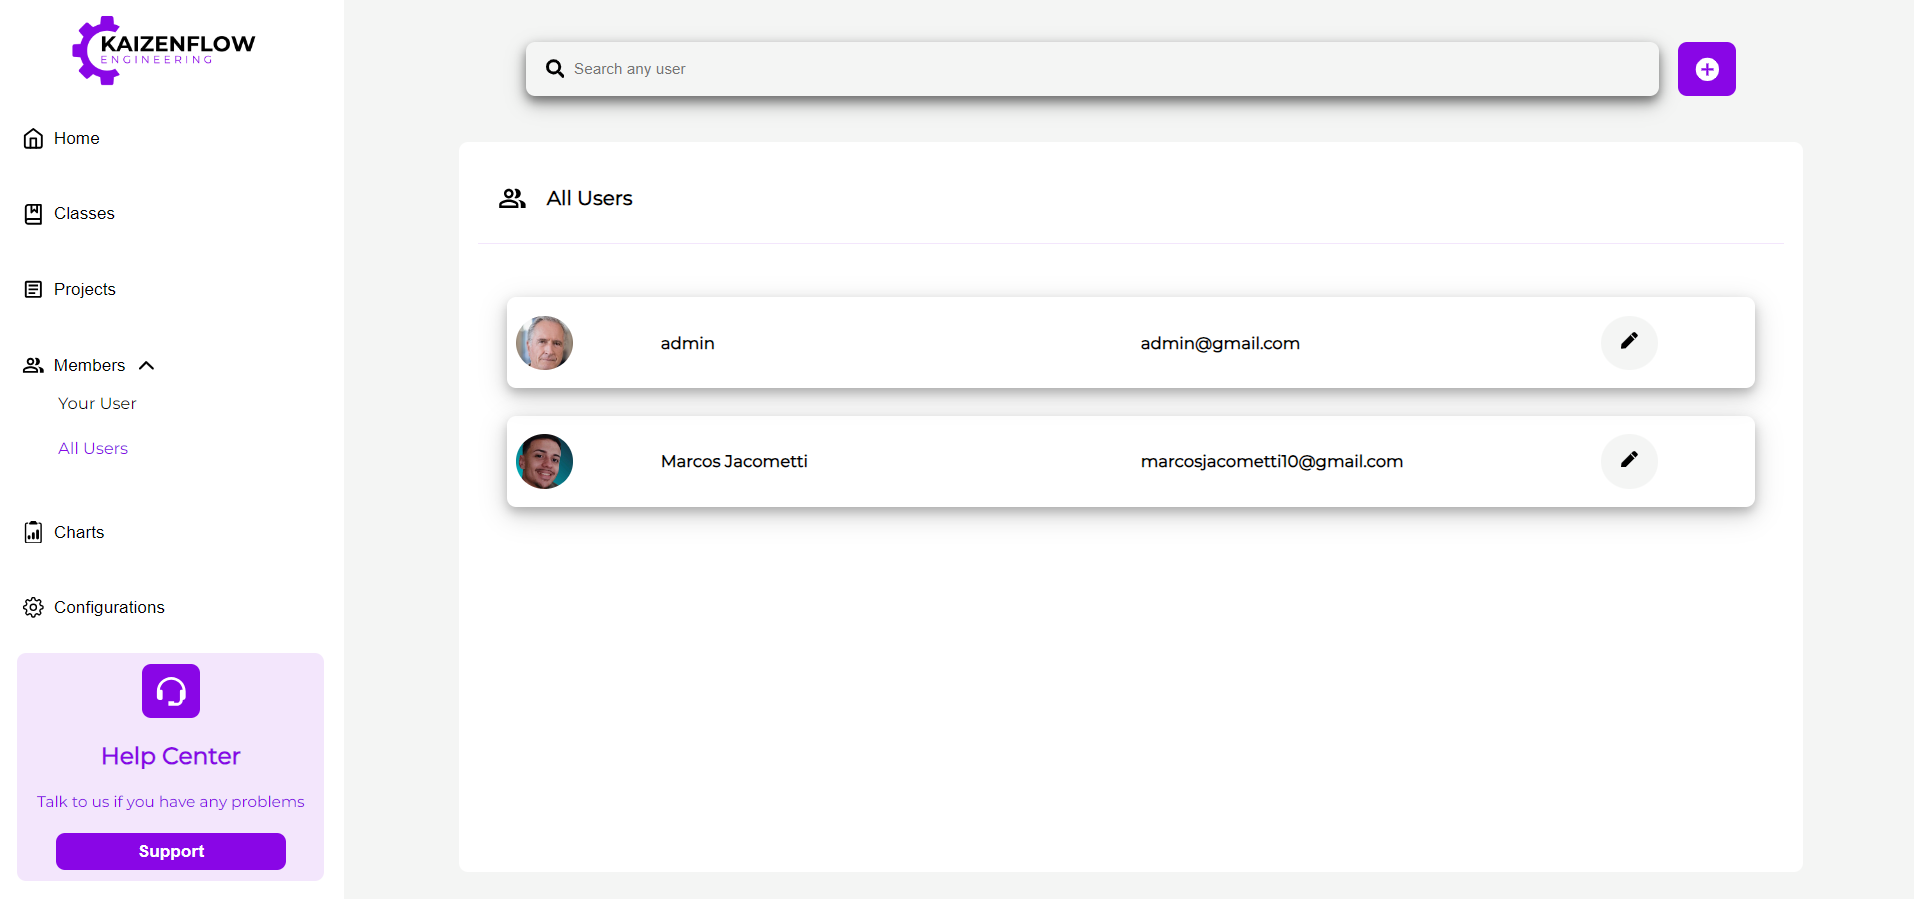 KAIZENFLOW
ENGINEERING
Home
Classes
Projects
Members
Your User
All Users
Charts
Configurations
Help Center
Talk to us if you have any problems
Support
Search any user
All Users
admin admin@gmail.com
Marcos Jacometti marcosjacometti10@gmail.com